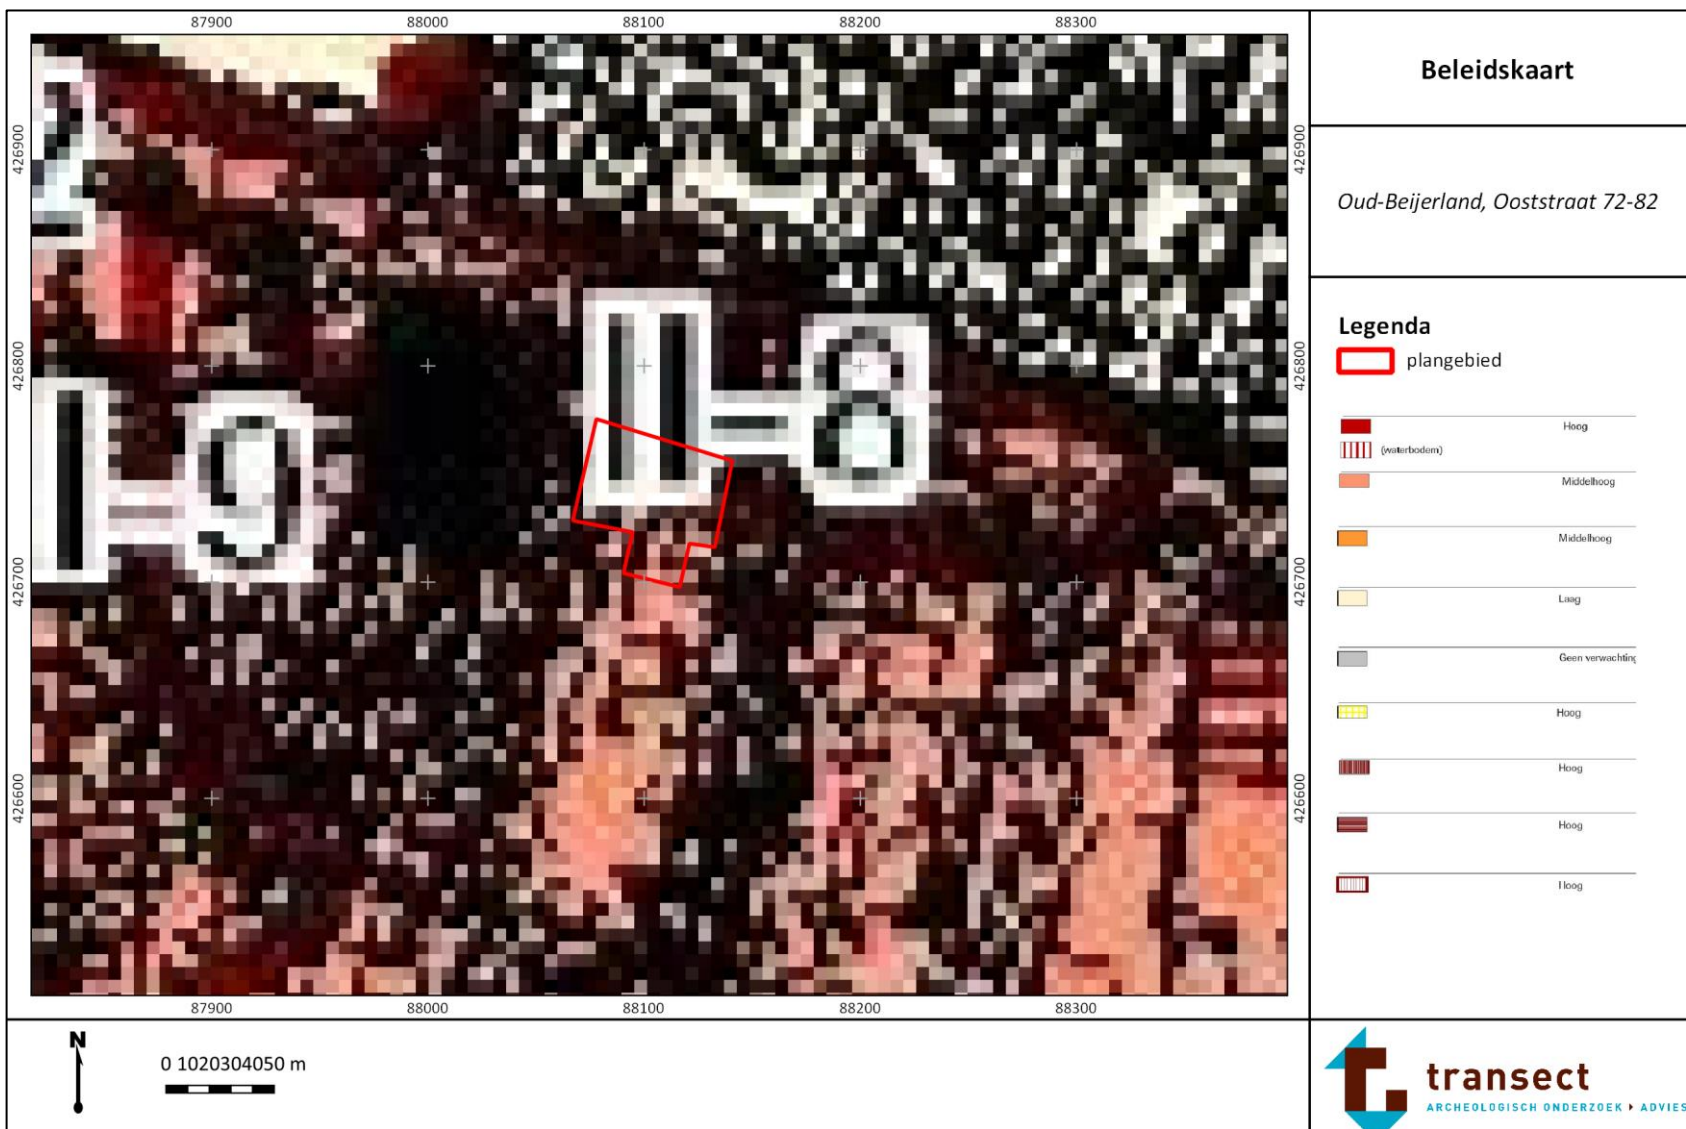 87900 88000 88100 88200 88300
426900 426900
426800 426800
426700 426700
426600 426600
87900 88000 88100 88200 88300
N
0 1020304050 m
Beleidskaart
Oud-Beijerland, Ooststraat 72-82
Legenda
plangebied
Hoog
(waterbodem)
Middelhoog
Middelhoog
Laag
Geen verwachting
Hoog
Hoog
Hoog
Hoog
transect
ARCHEOLOGISCH ONDERZOEK ▸ ADVIES